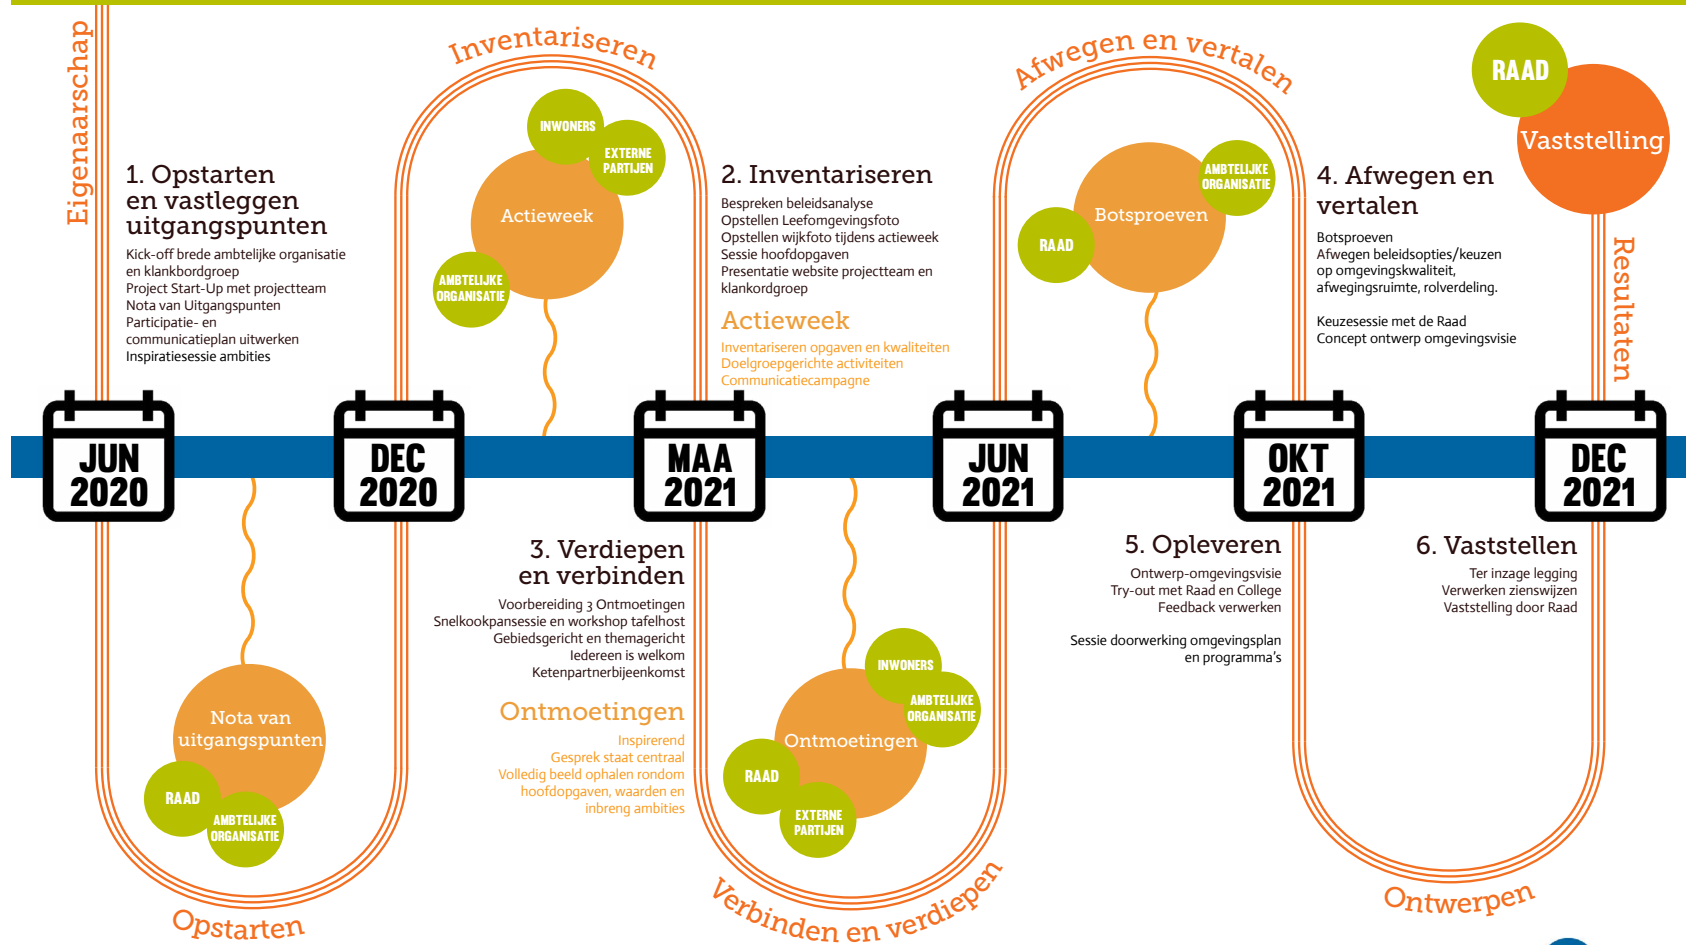 Eigenaarschap
1. Opstarten
en vastleggen
uitgangspunten
Kick-off brede ambtelijke organisatie
en klankbordgroep
Project Start-Up met projectteam
Nota van Uitgangspunten
Participatie- en
communicatieplan uitwerken
Inspiratiesessie ambities
Inventariseren
INWONERS
EXTERNE
PARTIJEN
Actieweek
AMBTELIJKE
ORGANISATIE
2. Inventariseren
Bespreken beleidsanalyse
Opstellen Leefomgevingsfoto
Opstellen wijkfoto tijdens actieweek
Sessie hoofdopgaven
Presentatie website projectteam en
klankordgroep
Actieweek
Inventariseren opgaven en kwaliteiten
Doelgroepgerichte activiteiten
Communicatiecampagne
Afwegen en vertalen
AMBTELIJKE
ORGANISATIE
Botsproeven
RAAD
4. Afwegen en
vertalen
Botsproeven
Afwegen beleidsopties/keuzen
op omgevingskwaliteit,
afwegingsruimte, rolverdeling.
Keuzesessie met de Raad
Concept ontwerp omgevingsvisie
RAAD
Vaststelling
Resultaten
JUN
2020
DEC
2020
MAA
2021
JUN
2021
OKT
2021
DEC
2021
Nota van
uitgangspunten
RAAD
AMBTELIJKE
ORGANISATIE
Opstarten
3. Verdiepen
en verbinden
Voorbereiding 3 Ontmoetingen
Snelkookpansessie en workshop tafelhost
Gebiedsgericht en themagericht
Iedereen is welkom
Ketenpartnerbijeenkomst
Ontmoetingen
Inspirerend
Gesprek staat centraal
Volledig beeld ophalen rondom
hoofdopgaven, waarden en
inbreng ambities
INWONERS
AMBTELIJKE
ORGANISATIE
Ontmoetingen
RAAD
EXTERNE
PARTIJEN
Verbinden en verdiepen
5. Opleveren
Ontwerp-omgevingsvisie
Try-out met Raad en College
Feedback verwerken
Sessie doorwerking omgevingsplan
en programma's
6. Vaststellen
Ter inzage legging
Verwerken zienswijzen
Vaststelling door Raad
Ontwerpen